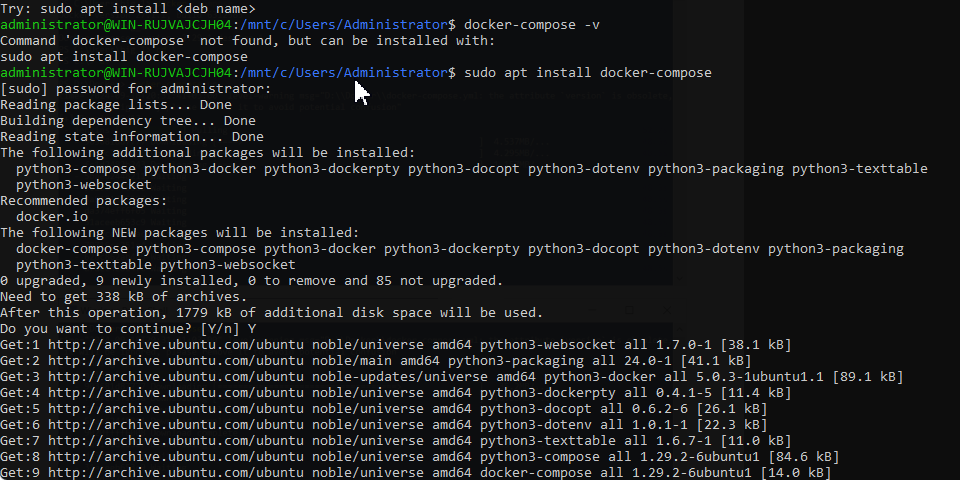 Try: sudo apt install <deb name>
administrator@WIN-RUJVAJCJH04:/mnt/c/Users/Administrator$ docker-compose -v
Command 'docker-compose' not found, but can be installed with:
sudo apt install docker-compose
administrator@WIN-RUJVAJCJH04:/mnt/c/Users/Administrator$ sudo apt install docker-compose
[sudo] password for administrator:
Reading package lists... Done
Building dependency tree... Done
Reading state information... Done
The following additional packages will be installed:
  python3-compose python3-docker python3-dockerpty python3-docopt python3-dotenv python3-packaging python3-texttable
  python3-websocket
Recommended packages:
  docker.io
The following NEW packages will be installed:
  docker-compose python3-compose python3-docker python3-dockerpty python3-docopt python3-dotenv python3-packaging
  python3-texttable python3-websocket
0 upgraded, 9 newly installed, 0 to remove and 85 not upgraded.
Need to get 338 kB of archives.
After this operation, 1779 kB of additional disk space will be used.
Do you want to continue? [Y/n] Y
Get:1 http://archive.ubuntu.com/ubuntu noble/universe amd64 python3-websocket all 1.7.0-1 [38.1 kB]
Get:2 http://archive.ubuntu.com/ubuntu noble/main amd64 python3-packaging all 24.0-1 [41.1 kB]
Get:3 http://archive.ubuntu.com/ubuntu noble-updates/universe amd64 python3-docker all 5.0.3-1ubuntu1.1 [89.1 kB]
Get:4 http://archive.ubuntu.com/ubuntu noble/universe amd64 python3-dockerpty all 0.4.1-5 [11.4 kB]
Get:5 http://archive.ubuntu.com/ubuntu noble/universe amd64 python3-docopt all 0.6.2-6 [26.1 kB]
Get:6 http://archive.ubuntu.com/ubuntu noble/universe amd64 python3-dotenv all 1.0.1-1 [22.3 kB]
Get:7 http://archive.ubuntu.com/ubuntu noble/universe amd64 python3-texttable all 1.6.7-1 [11.0 kB]
Get:8 http://archive.ubuntu.com/ubuntu noble/universe amd64 python3-compose all 1.29.2-6ubuntu1 [84.6 kB]
Get:9 http://archive.ubuntu.com/ubuntu noble/universe amd64 docker-compose all 1.29.2-6ubuntu1 [14.0 kB]